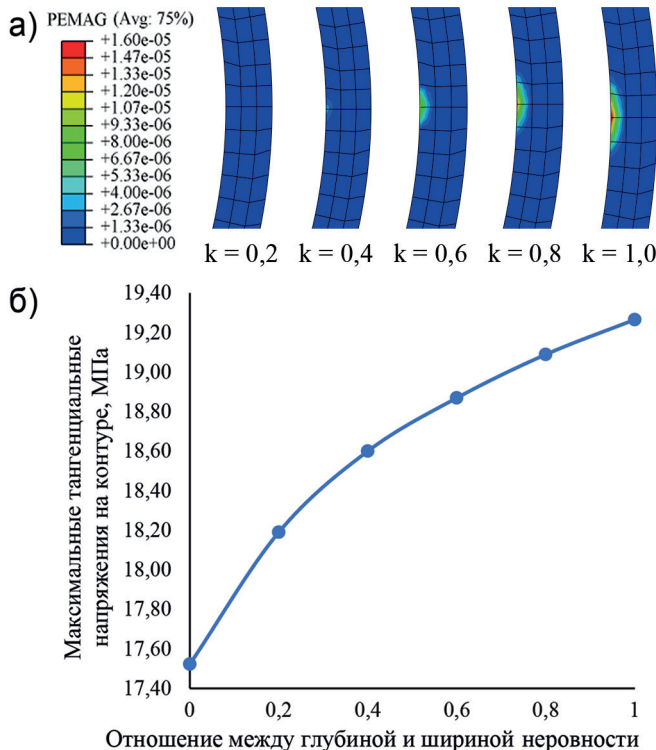 а)
PEMAG (Avg: 75%)
+1.60e-05
+1.47e-05
+1.33e-05
+1.20e-05
+1.07e-05
+9.33e-06
+8.00e-06
+6.67e-06
+5.33e-06
+4.00e-06
+2.67e-06
+1.33e-06
+0.00e+00
k = 0,2 k = 0,4 k = 0,6 k = 0,8 k = 1,0
б)
Максимальные тангенциальные
напряжения на контуре, МПа
19,40
19,20
19,00
18,80
18,60
18,40
18,20
18,00
17,80
17,60
17,40
0 0,2 0,4 0,6 0,8 1
Отношение между глубиной и шириной неровности